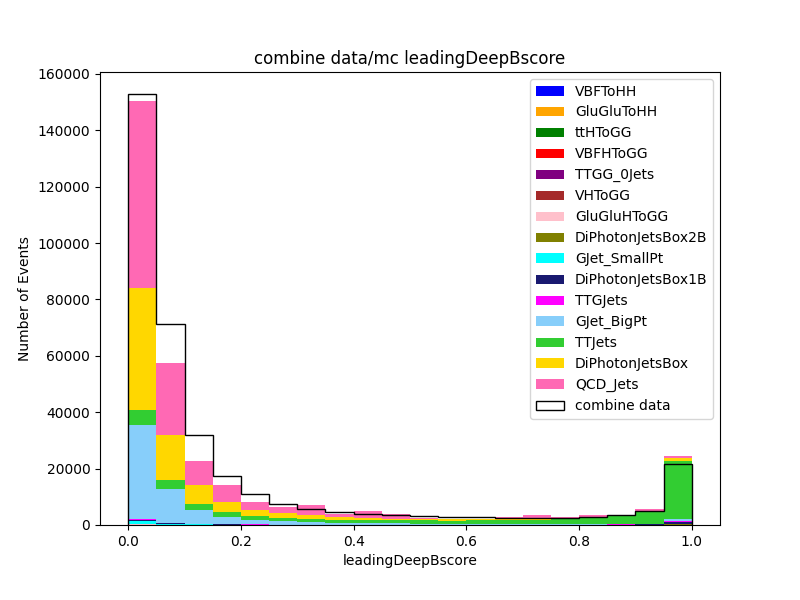 combine data/mc leadingDeepBscore
160000
140000
120000
100000
80000
60000
40000
20000
0
Number of Events
0.0
0.2
0.4
0.6
0.8
1.0
leadingDeepBscore
VBFToHH
GluGluToHH
ttHToGG
VBFHToGG
TTGG_0Jets
VHToGG
GluGluHToGG
DiPhotonJetsBox2B
GJet_SmallPt
DiPhotonJetsBox1B
TTGJets
GJet_BigPt
TTJets
DiPhotonJetsBox
QCD_Jets
combine data